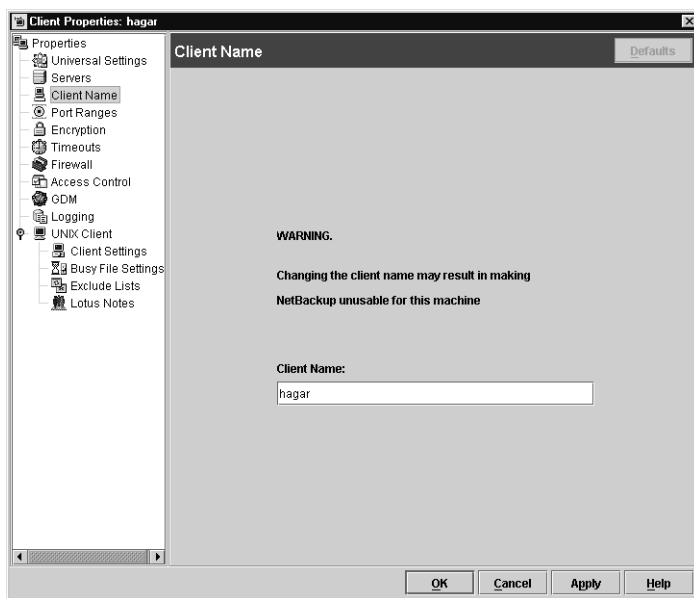 Client Properties: hagar
Properties
Universal Settings
Servers
Client Name
Port Ranges
Encryption
Timeouts
Firewall
Access Control
GDM
Logging
UNIX Client
Client Settings
Busy File Settings
Exclude Lists
Lotus Notes
Client Name
Defaults
WARNING.
Changing the client name may result in making
NetBackup unusable for this machine
Client Name:
hagar
OK
Cancel
Apply
Help